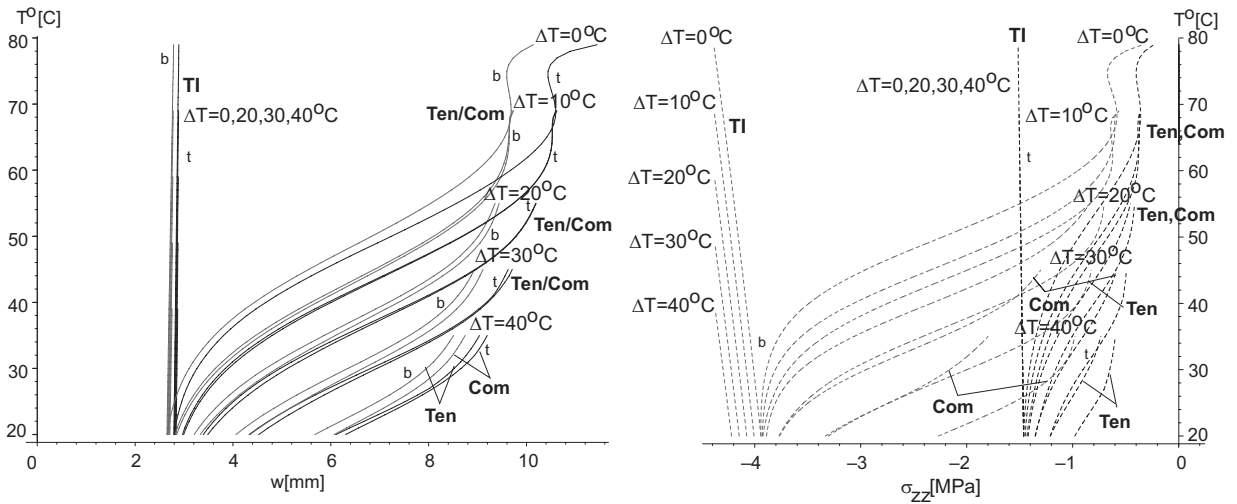 T°[C]
80
70
60
50
40
30
20
0
2
4
6
8
10
w[mm]
b
TI
ΔT=0,20,30,40°C
t
ΔT=0°C
b
t
Ten/Com
ΔT=10°C
b
t
ΔT=20°C
t
b
Ten/Com
ΔT=30°C
b
t
Ten/Com
ΔT=40°C
t
b
Com
Ten
ΔT=0°C
TI
ΔT=0°C
T°[C]
80
ΔT=0,20,30,40°C
ΔT=10°C
ΔT=10°C
70
TI
Ten,Com
t
60
ΔT=20°C
ΔT=20°C
Ten,Com
50
ΔT=30°C
ΔT=30°C
ΔT=40°C
Com
Ten
40
ΔT=40°C
b
t
30
Com
Ten
20
−4
−3
−2
−1
0
σzz[MPa]